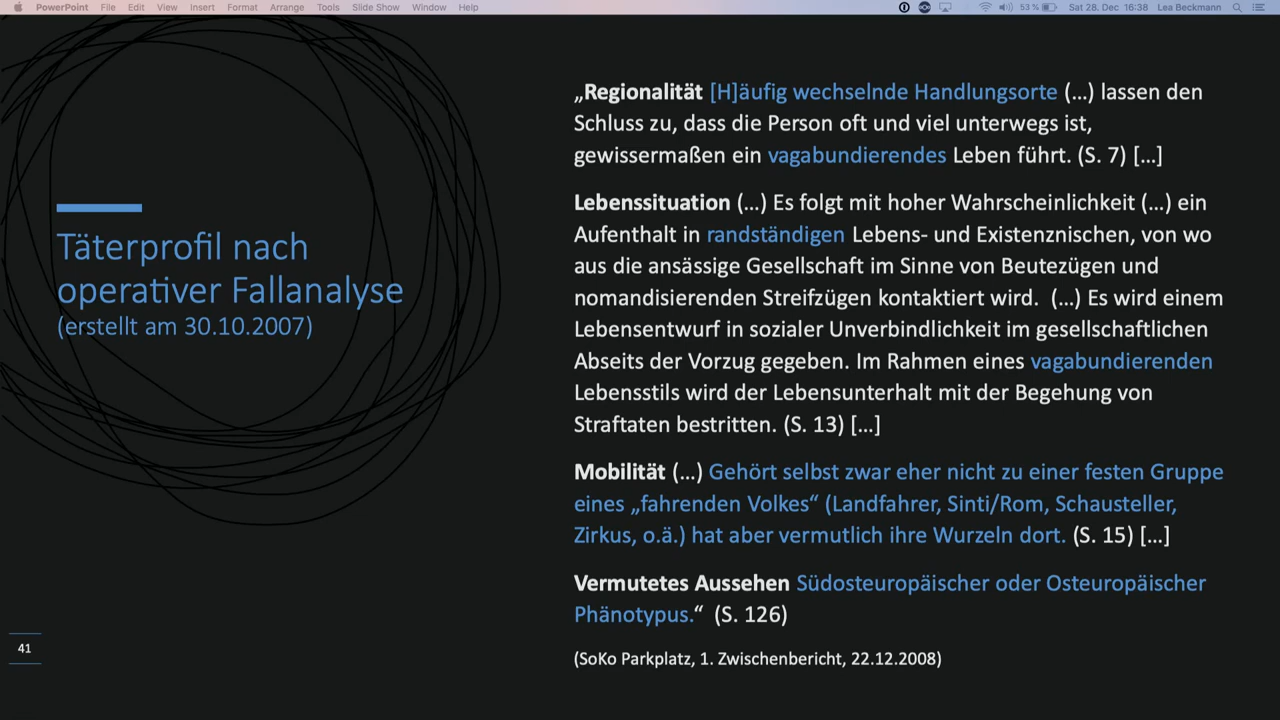 PowerPoint File Edit View Insert Format Arrange Tools Slide Show Window Help 53 % Sat 28. Dec 16:38 Lea Beckmann
Täterprofil nach
operativer Fallanalyse
(erstellt am 30.10.2007)
41
„Regionalität [H]äufig wechselnde Handlungsorte (...) lassen den
Schluss zu, dass die Person oft und viel unterwegs ist,
gewissermaßen ein vagabundierendes Leben führt. (S. 7) [...]
Lebenssituation (...) Es folgt mit hoher Wahrscheinlichkeit (...) ein
Aufenthalt in randständigen Lebens- und Existenznischen, von wo
aus die ansässige Gesellschaft im Sinne von Beutezügen und
nomandisierenden Streifzügen kontaktiert wird. (...) Es wird einem
Lebensentwurf in sozialer Unverbindlichkeit im gesellschaftlichen
Abseits der Vorzug gegeben. Im Rahmen eines vagabundierenden
Lebensstils wird der Lebensunterhalt mit der Begehung von
Straftaten bestritten. (S. 13) [...]
Mobilität (...) Gehört selbst zwar eher nicht zu einer festen Gruppe
eines „fahrenden Volkes“ (Landfahrer, Sinti/Rom, Schausteller,
Zirkus, o.ä.) hat aber vermutlich ihre Wurzeln dort. (S. 15) [...]
Vermutetes Aussehen Südosteuropäischer oder Osteuropäischer
Phänotypus.“ (S. 126)
(SoKo Parkplatz, 1. Zwischenbericht, 22.12.2008)